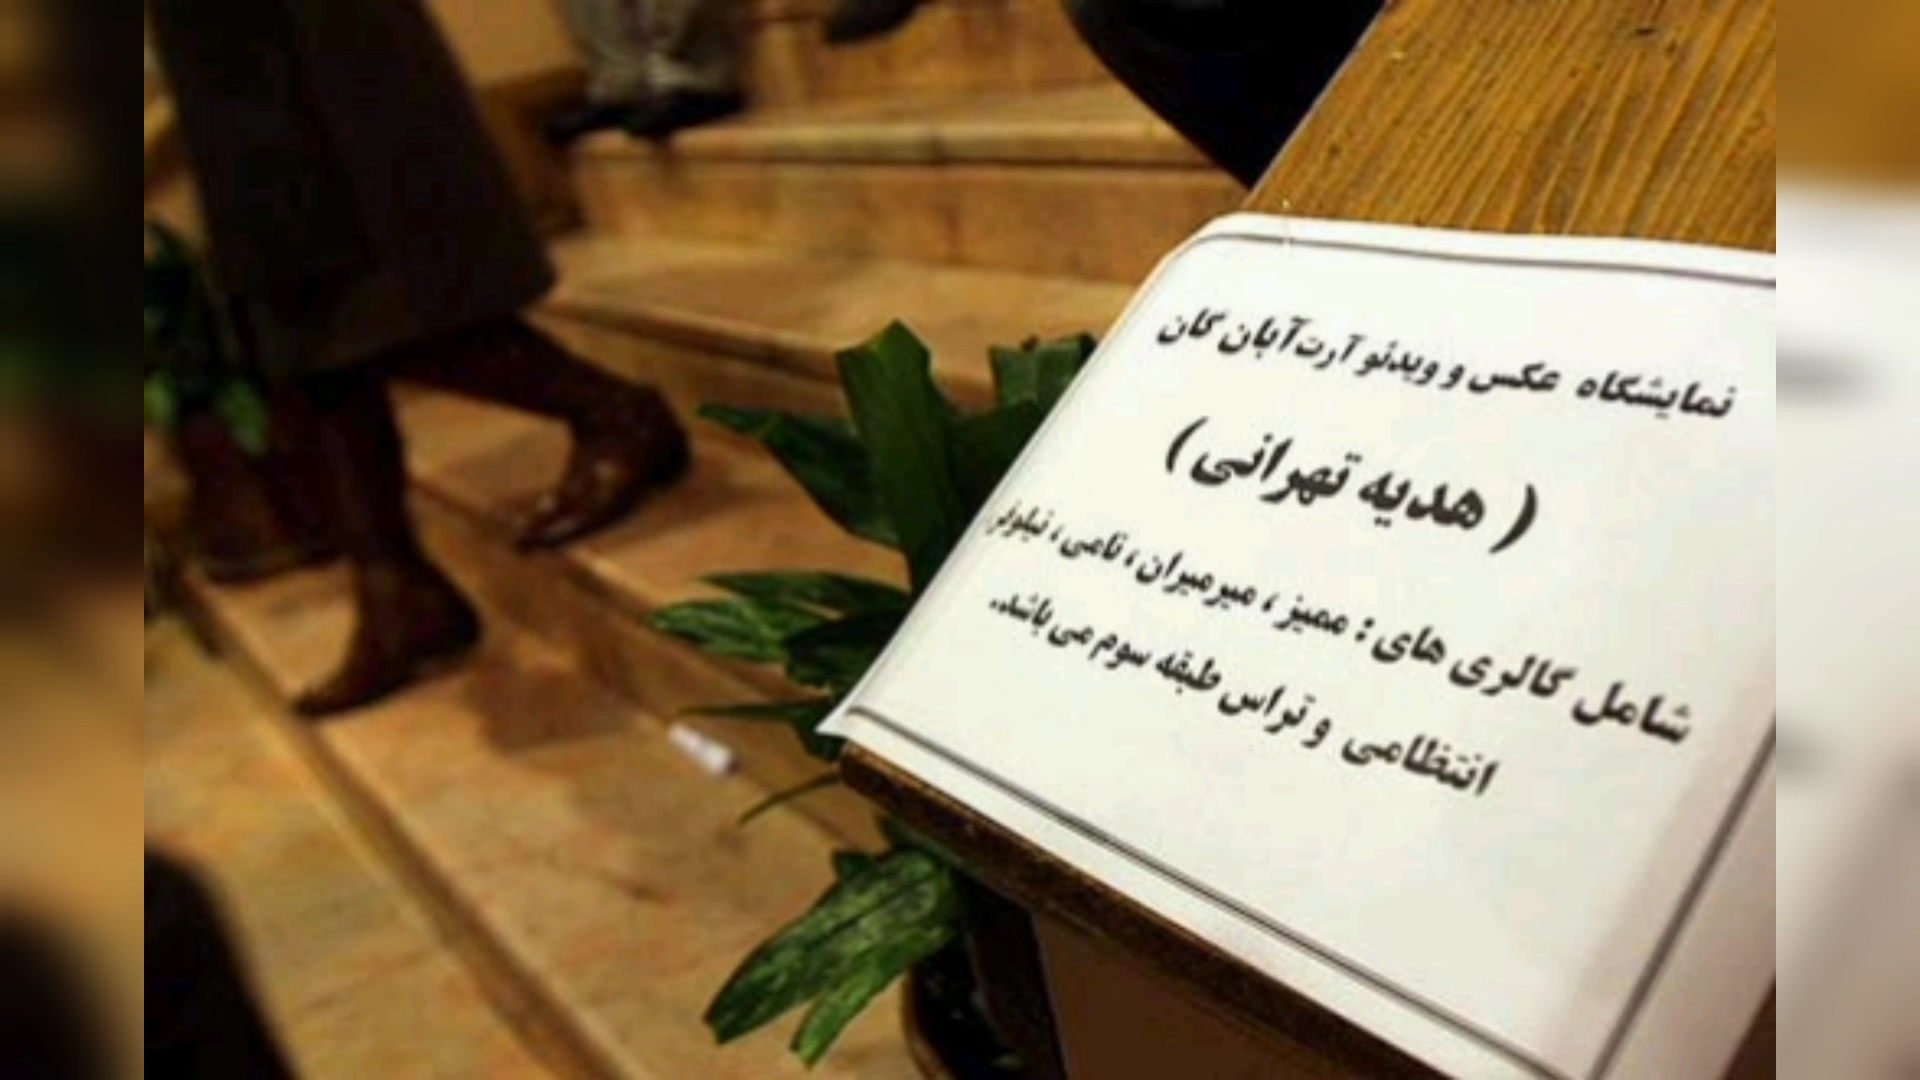 نمایشگاه عکس و ویدئو آرت آبان گان
( هدیه تهرانی )
شامل گالری های : ممیز ، میرمیران ، نامی ، نیلوفر
انتظامی و تراس طبقه سوم می باشد.